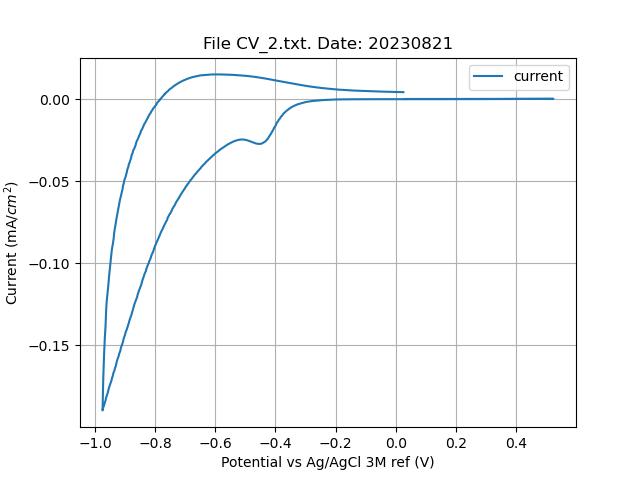 File CV_2.txt. Date: 20230821
current
0.00
−0.05
−0.10
−0.15
Current (mA/cm²)
−1.0 −0.8 −0.6 −0.4 −0.2 0.0 0.2 0.4
Potential vs Ag/AgCl 3M ref (V)